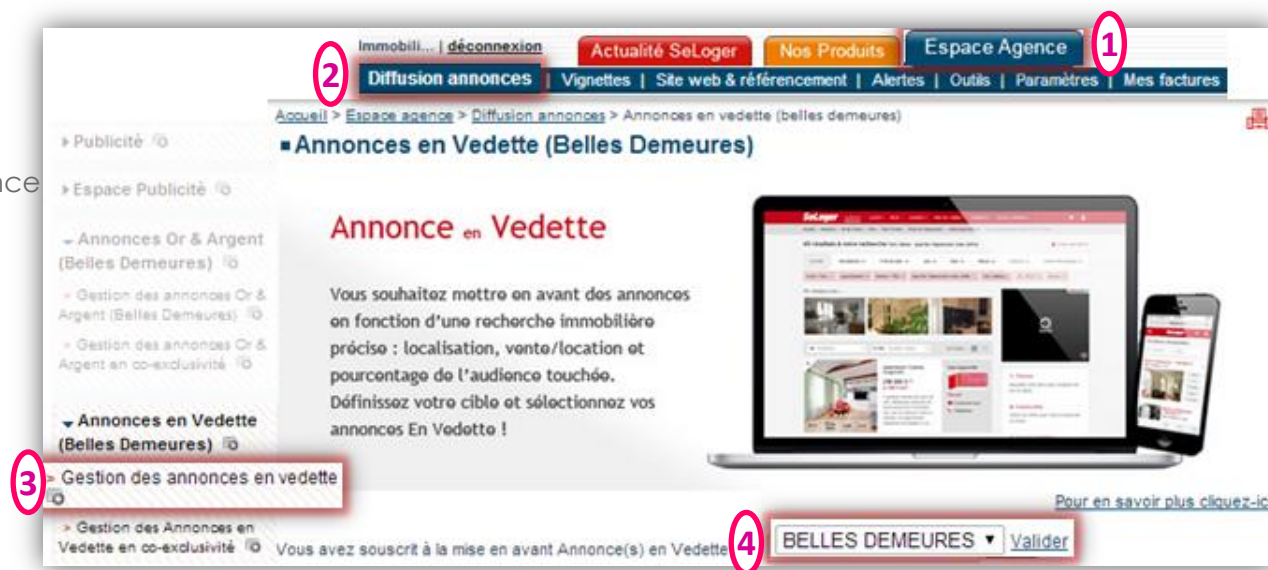 Immobili... | déconnexion
Actualité SeLoger
Nos Produits
Espace Agence
1
2
Diffusion annonces | Vignettes | Site web & référencement | Alertes | Outils | Paramètres | Mes factures
Accueil > Espace agence > Diffusion annonces > Annonces en vedette (belles demeures)
Annonces en Vedette (Belles Demeures)
Publicité
nce
Espace Publicité
Annonces Or & Argent
(Belles Demeures)
Gestion des annonces Or &
Argent (Belles Demeures)
Gestion des annonces Or &
Argent en co-exclusivité
Annonces en Vedette
(Belles Demeures)
3
> Gestion des annonces en vedette
Gestion des Annonces en
Vedette en co-exclusivité
Annonce en Vedette
Vous souhaitez mettre en avant des annonces
en fonction d'une recherche immobilière
précise : localisation, vente/location et
pourcentage de l'audience touchée.
Définissez votre cible et sélectionnez vos
annonces En Vedette !
SeLoger
Pour en savoir plus cliquez-ic
Vous avez souscrit à la mise en avant Annonce(s) en Vedette
4
BELLES DEMEURES
Valider